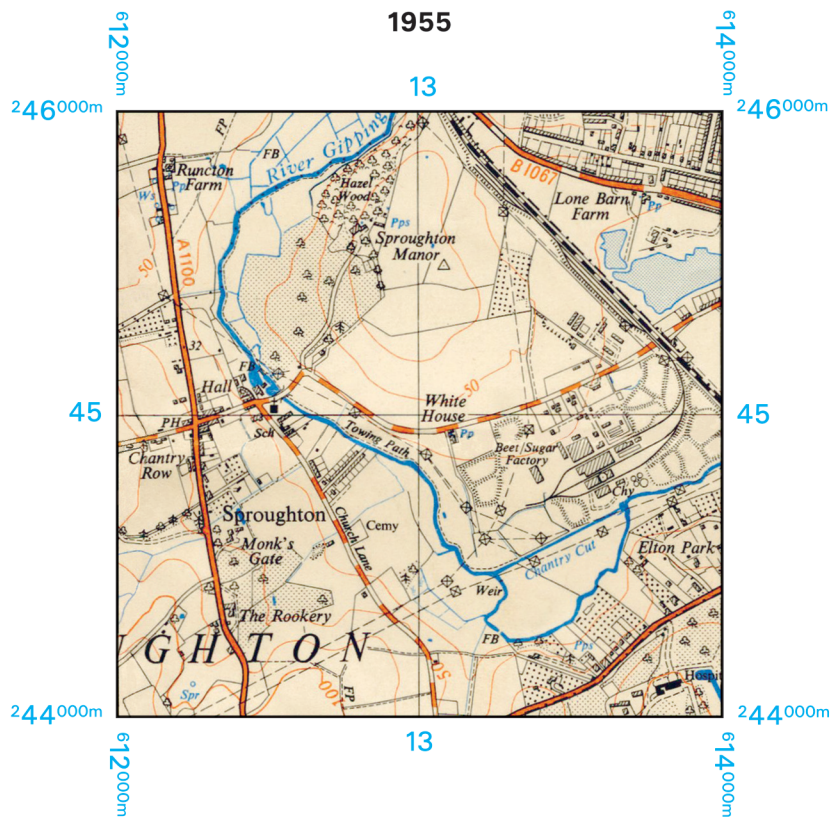 1955
⁶12⁰⁰⁰ᵐ
13
⁶14⁰⁰⁰ᵐ
²46⁰⁰⁰ᵐ
²46⁰⁰⁰ᵐ
FP
FB
River Gipping
B1067
Runcton
Farm
Pp
Ws
Hazel
Wood
Lone Barn
Farm
Pp
Pps
Sproughton
Manor
A1100
50
32
FB
Hall
50
White
House
45
45
PH
Sch
Towing Path
Pp
Beet Sugar
Factory
Chantry
Row
Chy
Sproughton
Church Lane
Cemy
Monk's
Gate
Elton Park
Chantry Cut
Weir
The Rookery
FB
Pps
GHTON
50
Hospit
Spr
100
FP
²44⁰⁰⁰ᵐ
²44⁰⁰⁰ᵐ
⁶12⁰⁰⁰ᵐ
13
⁶14⁰⁰⁰ᵐ